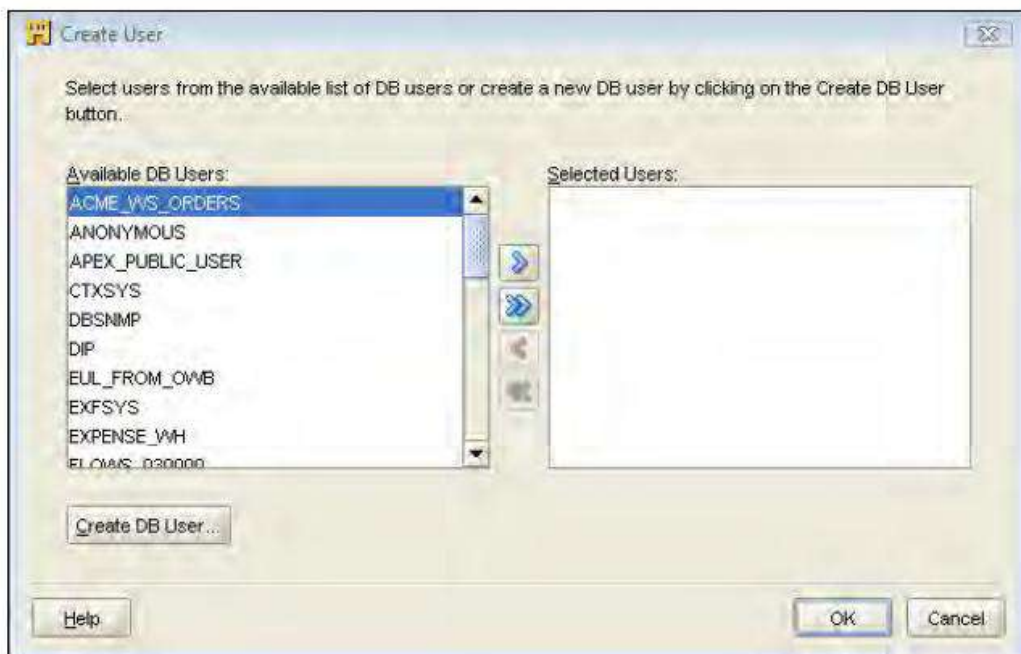 Create User
Select users from the available list of DB users or create a new DB user by clicking on the Create DB User
button.
Available DB Users:
Selected Users:
ACME_WS_ORDERS
ANONYMOUS
APEX_PUBLIC_USER
CTXSYS
DBSNMP
DIP
EUL_FROM_OWB
EXFSYS
EXPENSE_WH
FLOWS_030000
Create DB User...
Help
OK
Cancel